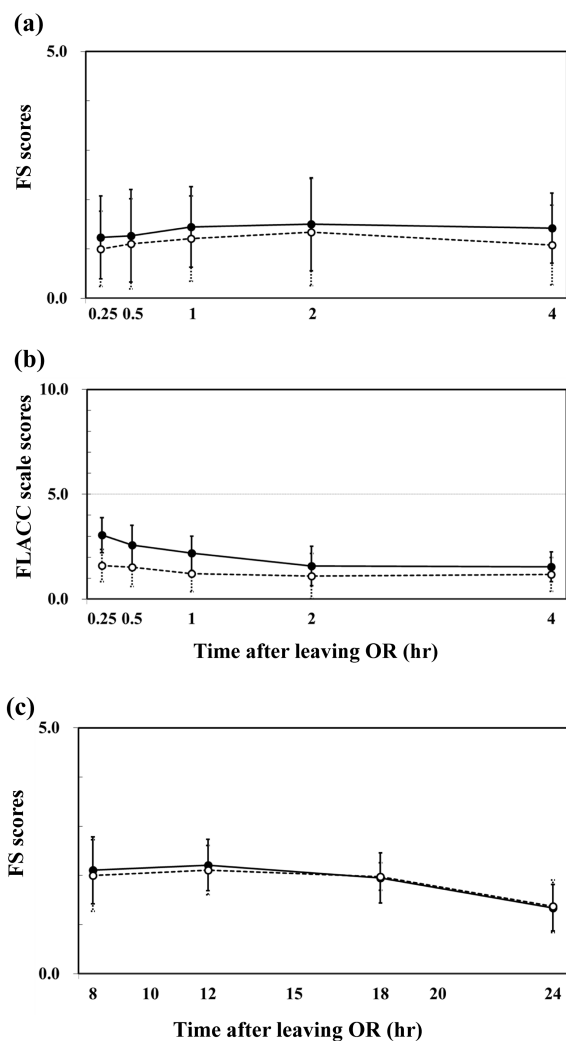 (a)
5.0
FS scores
0.0
0.25 0.5 1 2 4
(b)
10.0
FLACC scale scores
5.0
0.0
0.25 0.5 1 2 4
Time after leaving OR (hr)
(c)
5.0
FS scores
0.0
8 10 12 15 18 20 24
Time after leaving OR (hr)